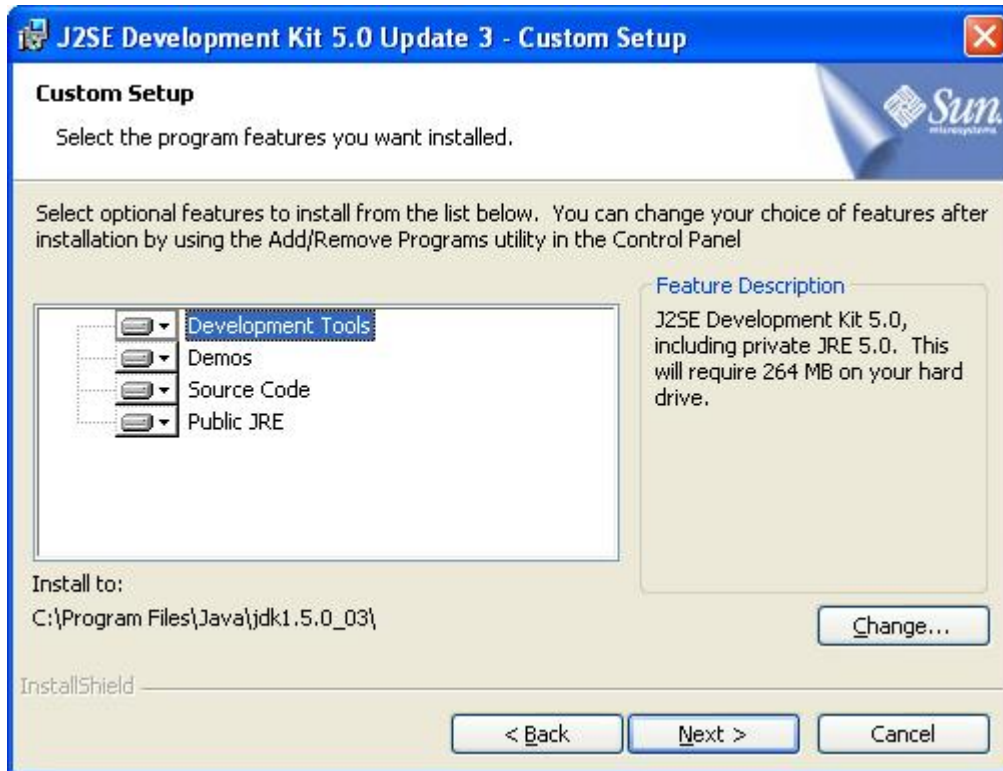 J2SE Development Kit 5.0 Update 3 - Custom Setup
Custom Setup
Select the program features you want installed.
Sun.
microsystems
Select optional features to install from the list below. You can change your choice of features after
installation by using the Add/Remove Programs utility in the Control Panel
Development Tools
Demos
Source Code
Public JRE
Feature Description
J2SE Development Kit 5.0,
including private JRE 5.0. This
will require 264 MB on your hard
drive.
Install to:
C:\Program Files\Java\jdk1.5.0_03\
Change...
InstallShield
< Back
Next >
Cancel